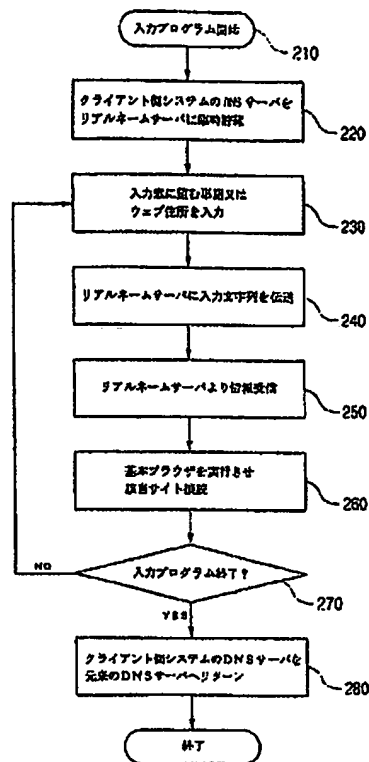 入力プログラム開始
210
クライアント側システムのDNSサーバを
リアルネームサーバに臨時貯蔵
220
入力窓に望む単語又は
ウェブ住所を入力
230
リアルネームサーバに入力文字列を伝送
240
リアルネームサーバより情報受信
250
基本ブラウザを実行させ
該当サイト接続
260
NO
入力プログラム終了?
270
YES
クライアント側システムのDNSサーバを
元来のDNSサーバへリターン
280
終了